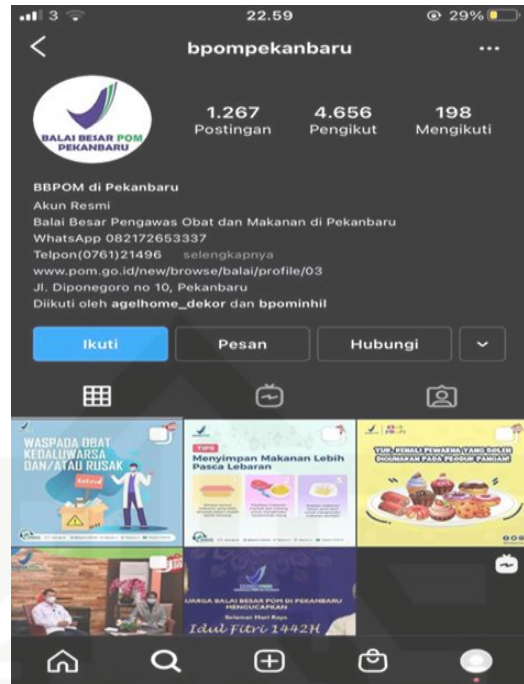 3
22.59
29%
bpompekanbaru
BALAI BESAR POM
PEKANBARU
1.267
4.656
198
Postingan
Pengikut
Mengikuti
BBPOM di Pekanbaru
Akun Resmi
Balai Besar Pengawas Obat dan Makanan di Pekanbaru
WhatsApp 082172653337
Telpon(0761)21496 selengkapnya
www.pom.go.id/new/browse/balai/profile/03
Jl. Diponegoro no 10, Pekanbaru
Diikuti oleh agelhome_dekor dan bpominhil
Ikuti
Pesan
Hubungi
WASPADA OBAT
KEDALUWARSA
DAN/ATAU RUSAK
TIPS
Menyimpan Makanan Lebih
Pasca Lebaran
YUK, KENALI PEWARNA YANG BOLEH
DIGUNAKAN PADA PRODUK PANGAN!
BALAI BESAR POM DI PEKANBARU
MENGUCAPKAN
Selamat Hari Raya
Idul Fitri 1442H